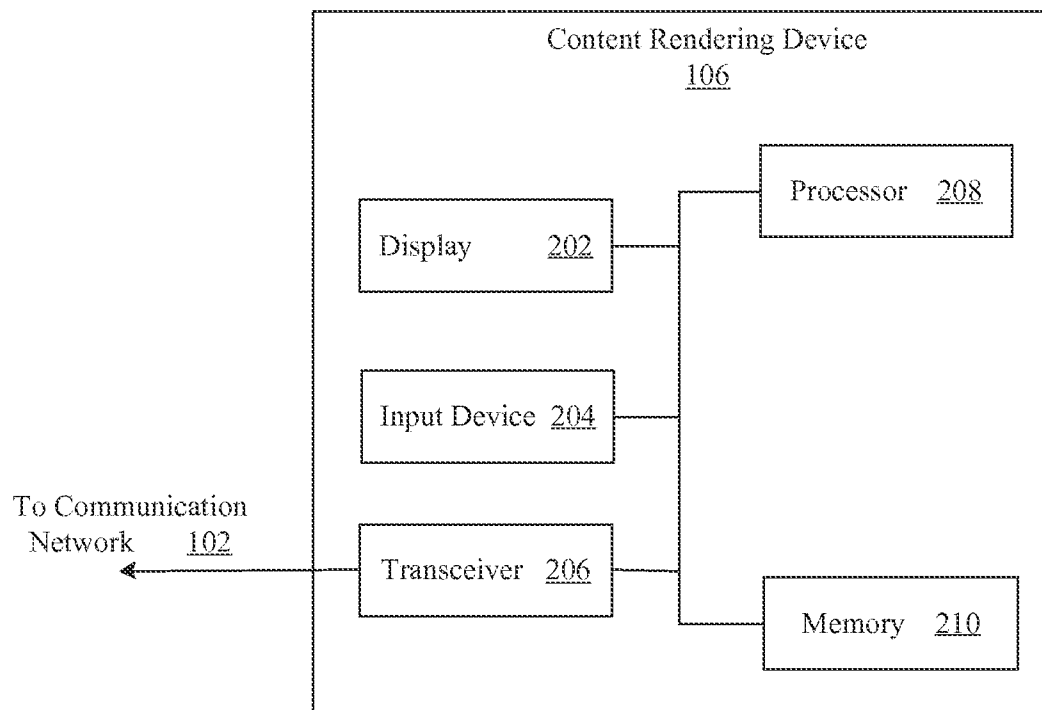 Content Rendering Device
106
Processor 208
Display 202
Input Device 204
To Communication
Network 102
Transceiver 206
Memory 210